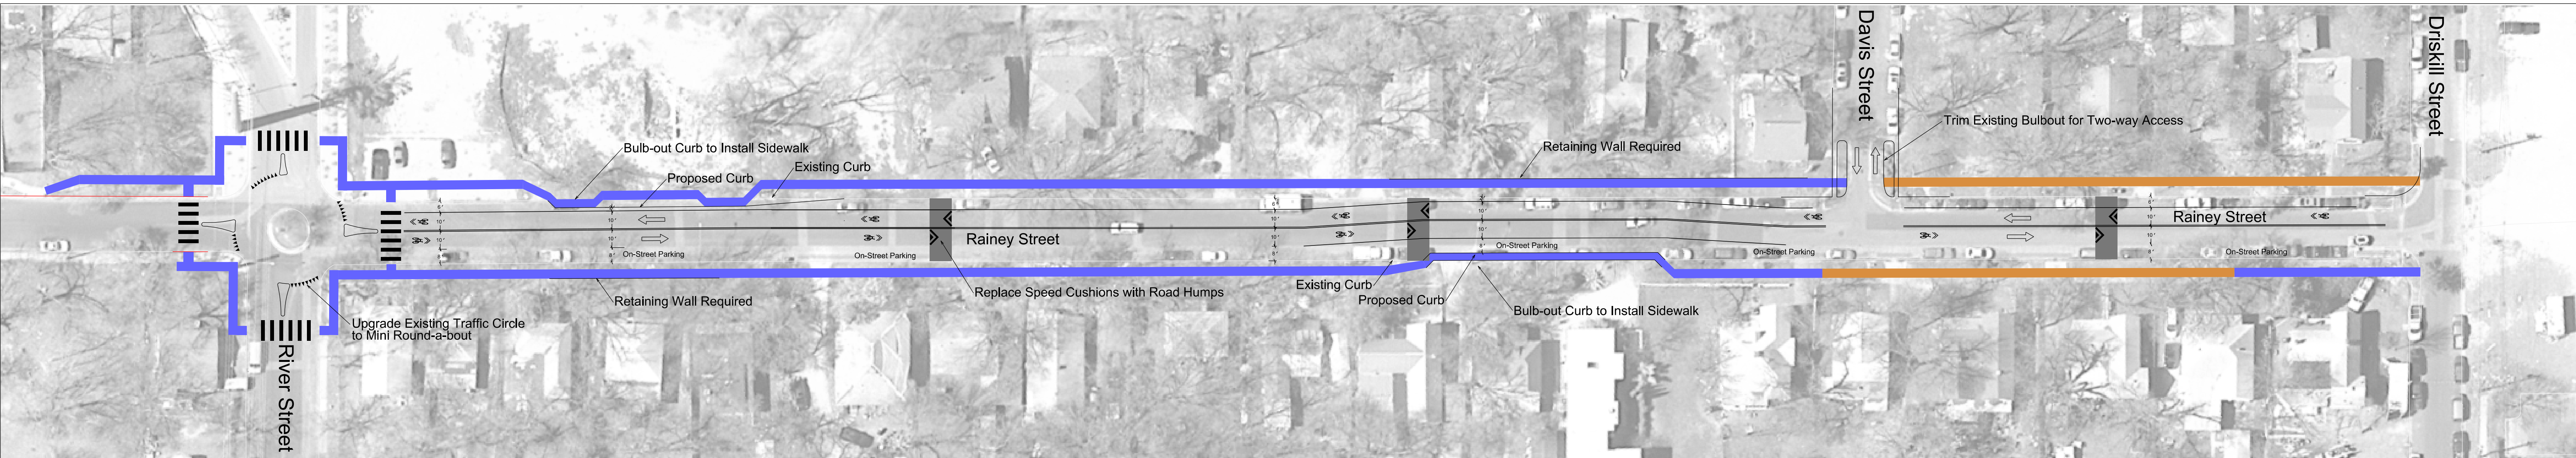 Davis Street
Driskill Street
Trim Existing Bulbout for Two-way Access
Bulb-out Curb to Install Sidewalk
Existing Curb
Proposed Curb
Retaining Wall Required
Rainey Street
Rainey Street
On-Street Parking
On-Street Parking
On-Street Parking
On-Street Parking
On-Street Parking
Retaining Wall Required
Replace Speed Cushions with Road Humps
Existing Curb
Proposed Curb
Bulb-out Curb to Install Sidewalk
Upgrade Existing Traffic Circle
to Mini Round-a-bout
River Street